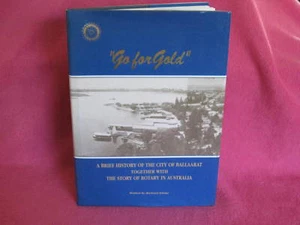 "Go for Gold"
A BRIEF HISTORY OF THE CITY OF BALLAARAT
TOGETHER WITH
THE STORY OF ROTARY IN AUSTRALIA